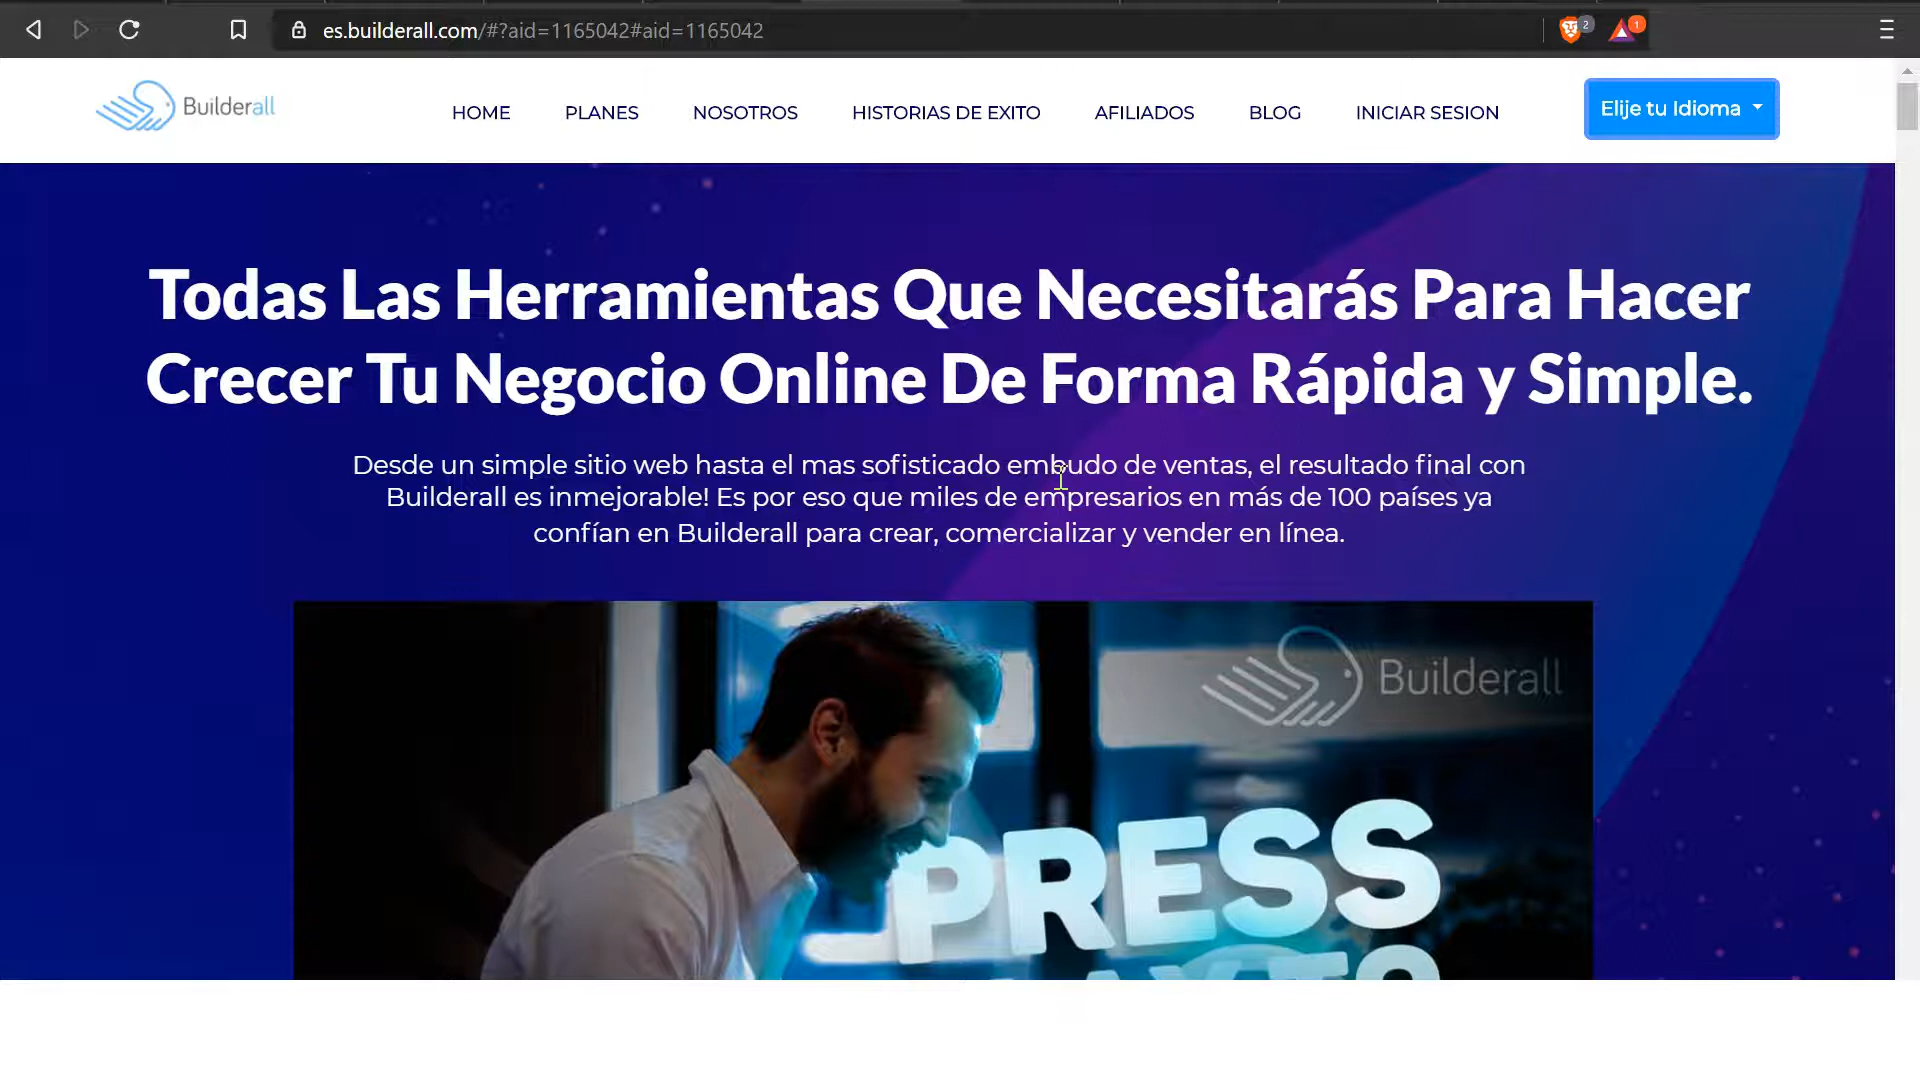 es.builderall.com/#?aid=1165042#aid=1165042
2
1
Builderall
HOME PLANES NOSOTROS HISTORIAS DE EXITO AFILIADOS BLOG INICIAR SESION
Elije tu Idioma
Todas Las Herramientas Que Necesitarás Para Hacer
Crecer Tu Negocio Online De Forma Rápida y Simple.
Desde un simple sitio web hasta el mas sofisticado embudo de ventas, el resultado final con
Builderall es inmejorable! Es por eso que miles de empresarios en más de 100 países ya
confían en Builderall para crear, comercializar y vender en línea.
Builderall
PRESS